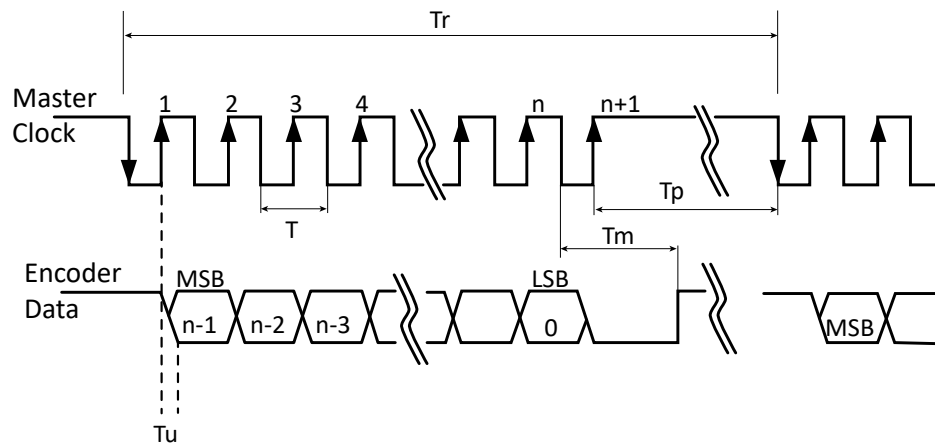 Tr
Master
Clock
1 2 3 4 n n+1
Tp
T
Tm
Encoder
Data
MSB LSB
n-1 n-2 n-3 0 MSB
Tu